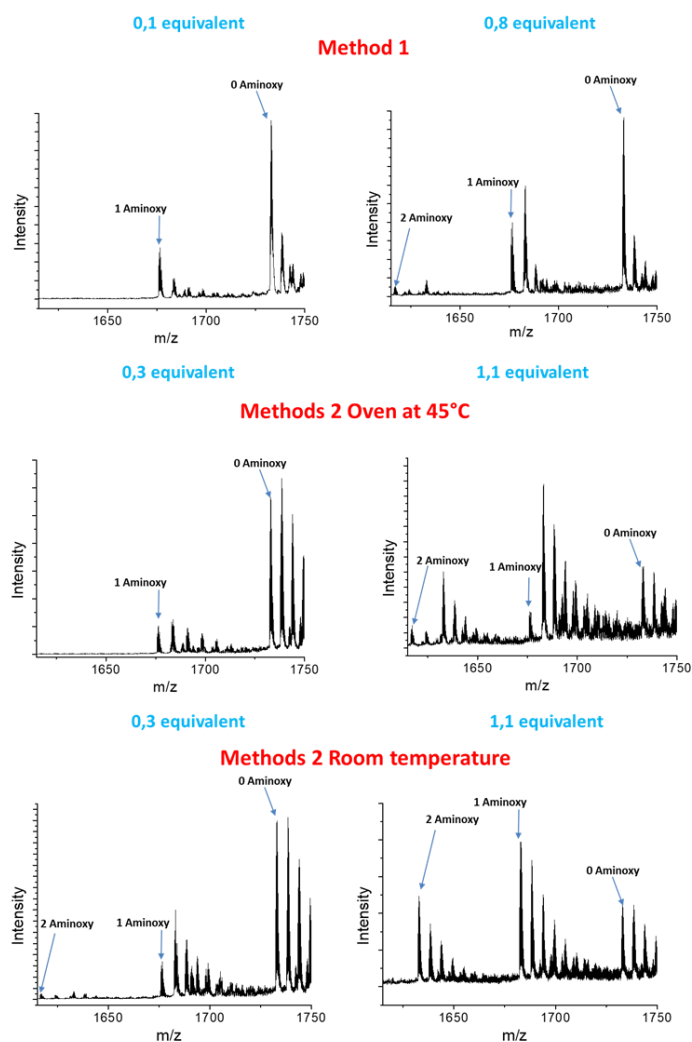 0,1 equivalent
0,8 equivalent
Method 1
0 Aminoxy
1 Aminoxy
Intensity
1650
1700
1750
m/z
0 Aminoxy
1 Aminoxy
2 Aminoxy
Intensity
1650
1700
1750
m/z
0,3 equivalent
1,1 equivalent
Methods 2 Oven at 45°C
0 Aminoxy
1 Aminoxy
Intensity
1650
1700
1750
m/z
0 Aminoxy
2 Aminoxy
1 Aminoxy
Intensity
1650
1700
1750
m/z
0,3 equivalent
1,1 equivalent
Methods 2 Room temperature
0 Aminoxy
2 Aminoxy
1 Aminoxy
Intensity
1650
1700
1750
m/z
1 Aminoxy
2 Aminoxy
0 Aminoxy
Intensity
1650
1700
1750
m/z